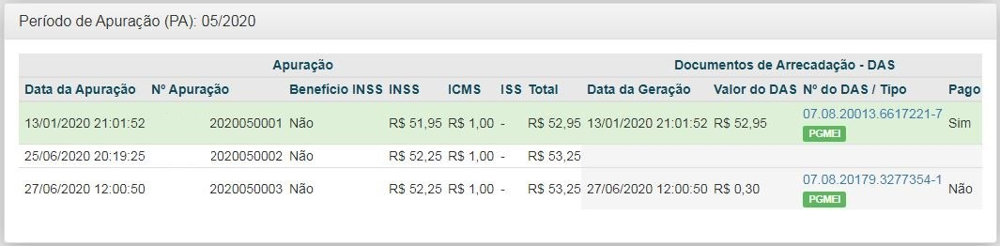 Período de Apuração (PA): 05/2020
Apuração Documentos de Arrecadação - DAS
Data da Apuração Nº Apuração Benefício INSS INSS ICMS ISS Total Data da Geração Valor do DAS Nº do DAS / Tipo Pago
13/01/2020 21:01:52 2020050001 Não R$ 51,95 R$ 1,00 - R$ 52,95 13/01/2020 21:01:52 R$ 52,95 07.08.20013.6617221-7 Sim
PGMEI
25/06/2020 20:19:25 2020050002 Não R$ 52,25 R$ 1,00 - R$ 53,25
27/06/2020 12:00:50 2020050003 Não R$ 52,25 R$ 1,00 - R$ 53,25 27/06/2020 12:00:50 R$ 0,30 07.08.20179.3277354-1 Não
PGMEI